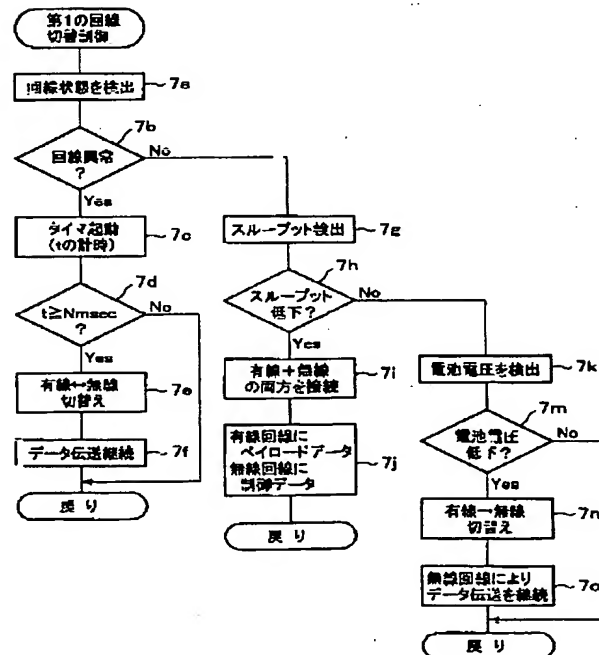 第1の回線
切替制御
回線状態を検出
7a
7b
回線異常
?
No
Yes
タイマ起動
(tの計時)
7c
7d
t≧Nmsec
?
No
Yes
有線↔無線
切替え
7e
データ伝送継続
7f
戻り
スループット検出
7g
7h
スループット
低下?
No
Yes
有線+無線
の両方を接続
7i
有線回線に
ペイロードデータ
無線回線に
制御データ
7j
戻り
電池電圧を検出
7k
7m
電池電圧
低下?
No
Yes
有線→無線
切替え
7n
無線回線により
データ伝送を継続
7o
戻り